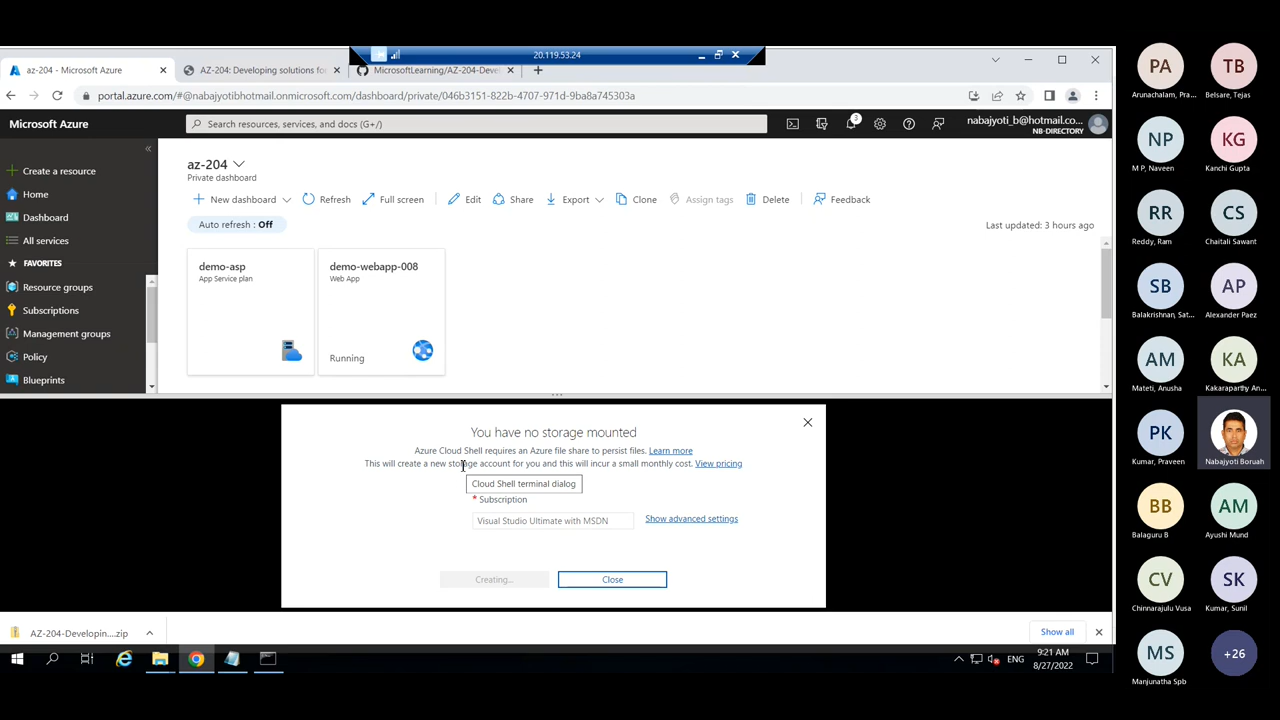 20.119.53.24
az-204 - Microsoft Azure
AZ-204: Developing solutions for
MicrosoftLearning/AZ-204-Deve
portal.azure.com/#@nabajyotibhotmail.onmicrosoft.com/dashboard/private/046b3151-822b-4707-971d-9ba8a745303a
Microsoft Azure
Search resources, services, and docs (G+/)
3
nabajyoti_b@hotmail.co...
NB-DIRECTORY
Create a resource
Home
Dashboard
All services
FAVORITES
Resource groups
Subscriptions
Management groups
Policy
Blueprints
az-204
Private dashboard
New dashboard
Refresh
Full screen
Edit
Share
Export
Clone
Assign tags
Delete
Feedback
Auto refresh : Off
Last updated: 3 hours ago
demo-asp
App Service plan
demo-webapp-008
Web App
Running
You have no storage mounted
Azure Cloud Shell requires an Azure file share to persist files. Learn more
This will create a new storage account for you and this will incur a small monthly cost. View pricing
Cloud Shell terminal dialog
* Subscription
Visual Studio Ultimate with MSDN
Show advanced settings
Creating...
Close
AZ-204-Developin....zip
Show all
ENG
9:21 AM
8/27/2022
PA
Arunachalam, Pra...
TB
Belsare, Tejas
NP
M P, Naveen
KG
Kanchi Gupta
RR
Reddy, Ram
CS
Chaitali Sawant
SB
Balakrishnan, Sat...
AP
Alexander Paez
AM
Mateti, Anusha
KA
Kakaraparthy An...
PK
Kumar, Praveen
Nabajyoti Boruah
BB
Balaguru B
AM
Ayushi Mund
CV
Chinnarajulu Vusa
SK
Kumar, Sunil
MS
Manjunatha Spb
+26